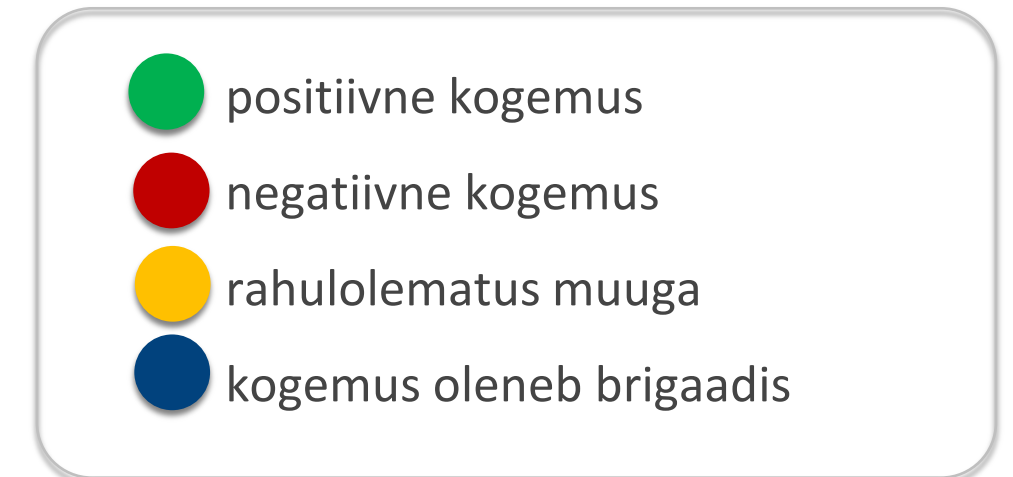 positiivne kogemus
negatiivne kogemus
rahulolematus muuga
kogemus oleneb brigaadis